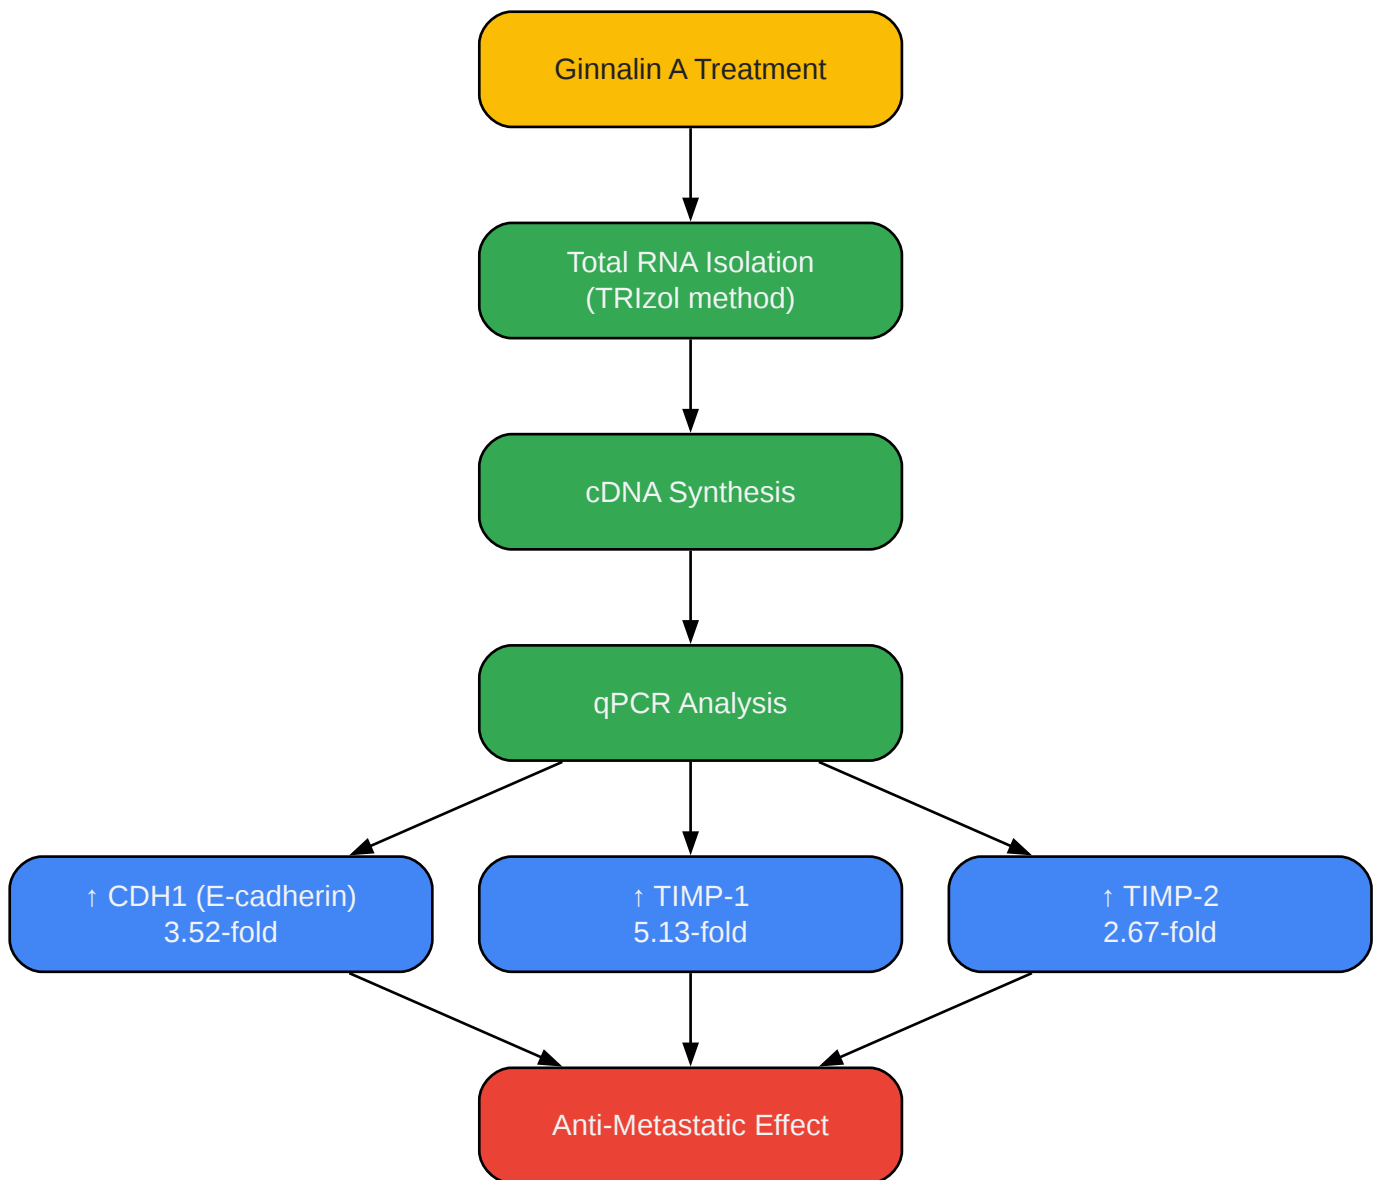 Ginnalin A Treatment
Total RNA Isolation
(TRIzol method)
cDNA Synthesis
qPCR Analysis
↑ CDH1 (E-cadherin)
3.52-fold
↑ TIMP-1
5.13-fold
↑ TIMP-2
2.67-fold
Anti-Metastatic Effect